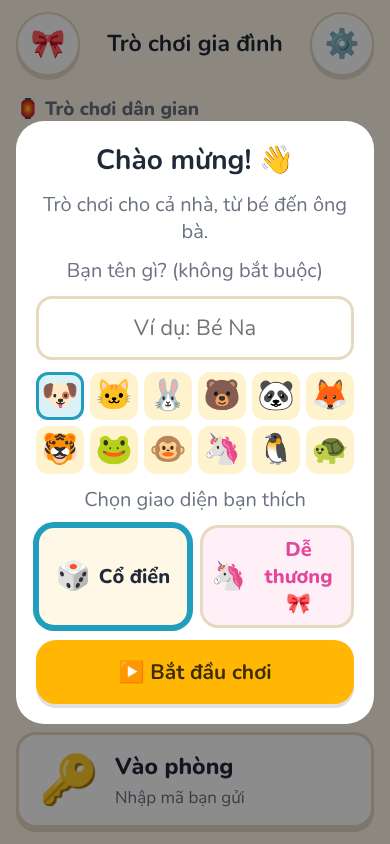 Trò chơi gia đình
Trò chơi dân gian
Chào mừng! 👋
Trò chơi cho cả nhà, từ bé đến ông
bà.
Bạn tên gì? (không bắt buộc)
Ví dụ: Bé Na
Chọn giao diện bạn thích
Cổ điển
Dễ
thương
🎀
▶️ Bắt đầu chơi
Vào phòng
Nhập mã bạn gửi